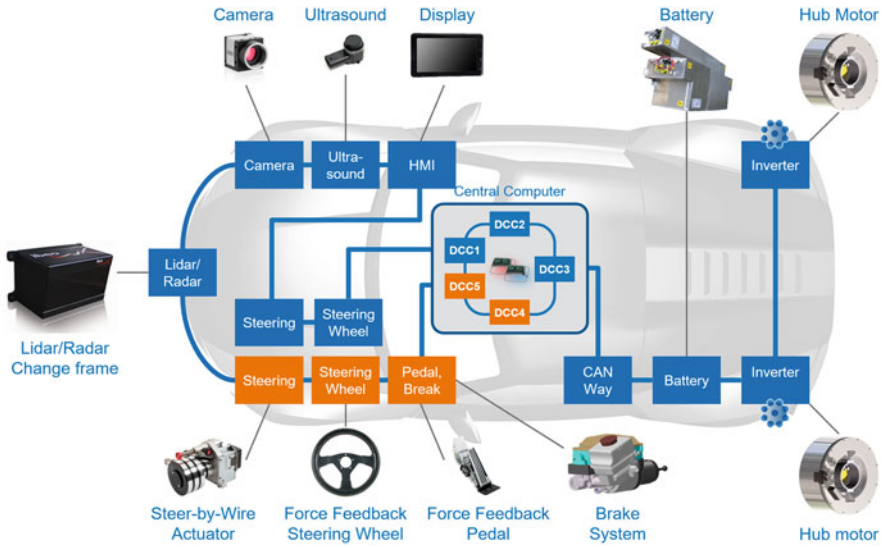 Camera
Ultrasound
Display
Battery
Hub Motor
Camera
Ultra-
sound
HMI
Inverter
Central Computer
DCC2
DCC1
DCC3
DCC5
DCC4
Lidar/
Radar
Lidar/Radar
Change frame
Steering
Steering
Wheel
Steering
Steering
Wheel
Pedal,
Break
CAN
Way
Battery
Inverter
Steer-by-Wire
Actuator
Force Feedback
Steering Wheel
Force Feedback
Pedal
Brake
System
Hub motor